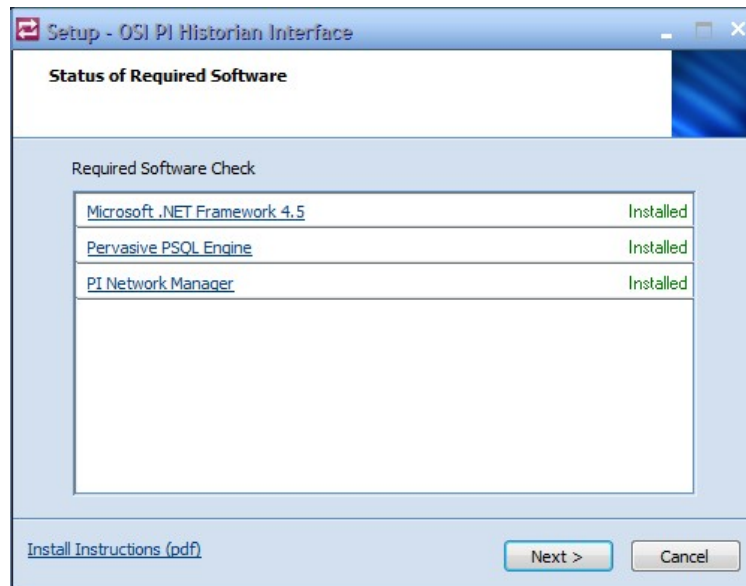 Setup - OSI PI Historian Interface
Status of Required Software
Required Software Check
Microsoft .NET Framework 4.5 Installed
Pervasive PSQL Engine Installed
PI Network Manager Installed
Install Instructions (pdf) Next > Cancel